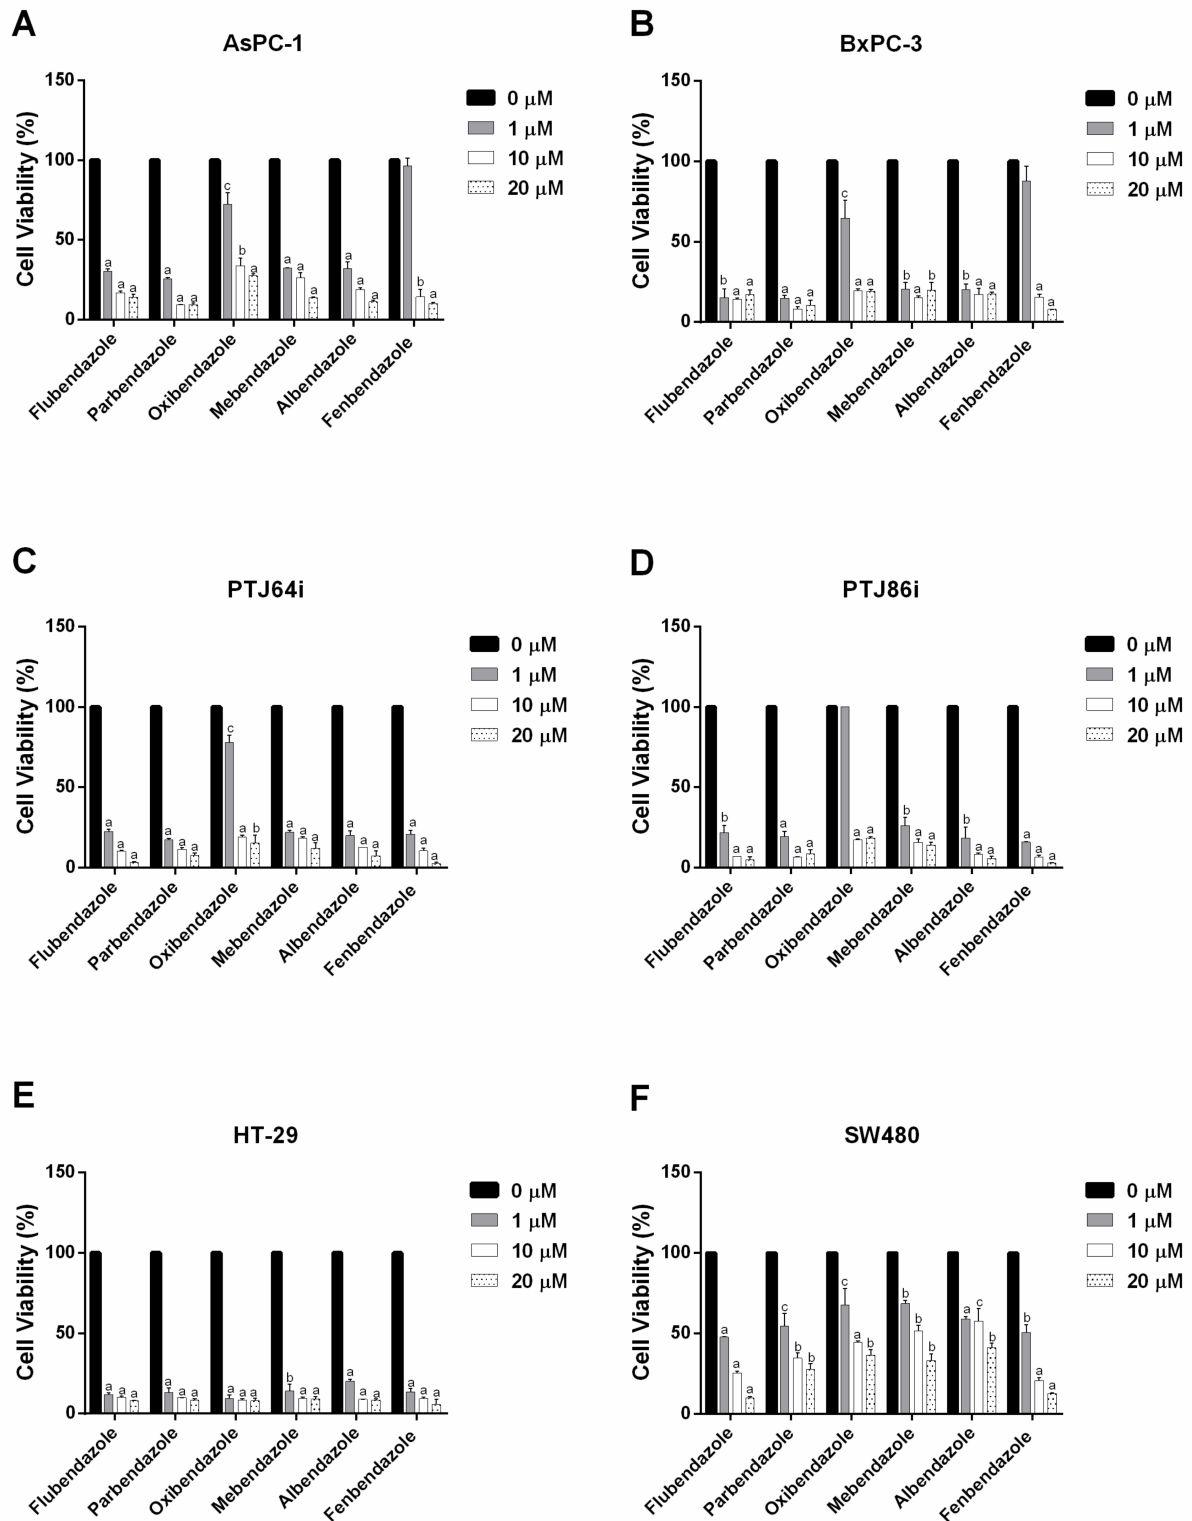 A
AsPC-1
Cell Viability (%)
150
100
50
0
a
a
a
a
a
a
c
b
a
a
a
a
a
a
a
b
a
0 μM
1 μM
10 μM
20 μM
Flubendazole
Parbendazole
Oxibendazole
Mebendazole
Albendazole
Fenbendazole
B
BxPC-3
Cell Viability (%)
150
100
50
0
b
a
a
a
a
a
c
a
a
b
a
b
b
a
a
a
a
0 μM
1 μM
10 μM
20 μM
Flubendazole
Parbendazole
Oxibendazole
Mebendazole
Albendazole
Fenbendazole
C
PTJ64i
Cell Viability (%)
150
100
50
0
a
a
a
a
a
a
c
a
b
a
a
a
a
a
a
a
a
a
0 μM
1 μM
10 μM
20 μM
Flubendazole
Parbendazole
Oxibendazole
Mebendazole
Albendazole
Fenbendazole
D
PTJ86i
Cell Viability (%)
150
100
50
0
b
a
a
a
a
a
a
a
b
a
a
a
a
a
a
a
a
0 μM
1 μM
10 μM
20 μM
Flubendazole
Parbendazole
Oxibendazole
Mebendazole
Albendazole
Fenbendazole
E
HT-29
Cell Viability (%)
150
100
50
0
a
a
a
a
a
a
a
a
a
b
a
a
a
a
a
a
a
a
0 μM
1 μM
10 μM
20 μM
Flubendazole
Parbendazole
Oxibendazole
Mebendazole
Albendazole
Fenbendazole
F
SW480
Cell Viability (%)
150
100
50
0
a
a
a
c
b
b
c
a
b
b
b
b
a
c
b
b
a
a
0 μM
1 μM
10 μM
20 μM
Flubendazole
Parbendazole
Oxibendazole
Mebendazole
Albendazole
Fenbendazole